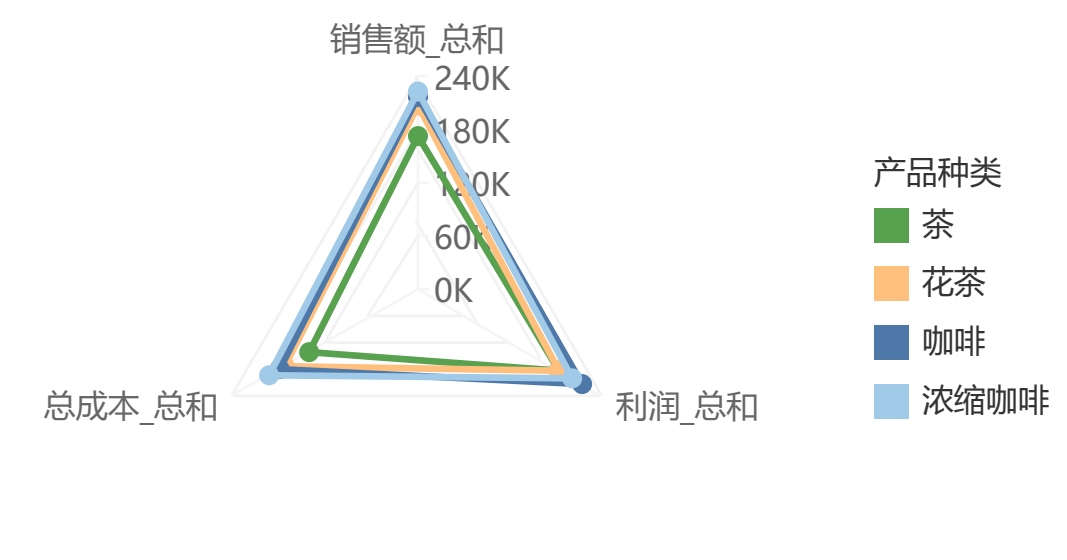 销售额_总和
240K
180K
120K
60K
0K
总成本_总和
利润_总和
产品种类
茶
花茶
咖啡
浓缩咖啡